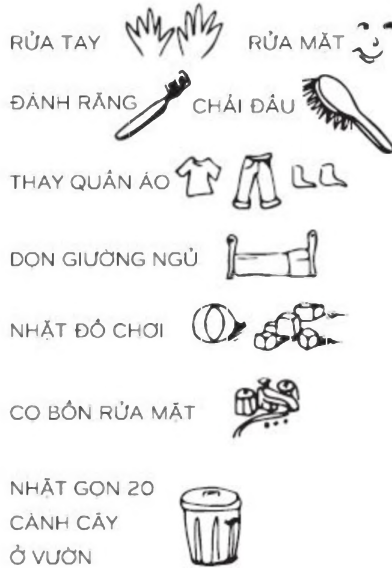 RỬA TAY RỬA MẶT
ĐÁNH RĂNG CHẢI ĐẦU
THAY QUẦN ÁO
DỌN GIƯỜNG NGỦ
NHẶT ĐỒ CHƠI
CỌ BỒN RỬA MẶT
NHẶT GỌN 20
CÀNH CÂY
Ở VƯỜN